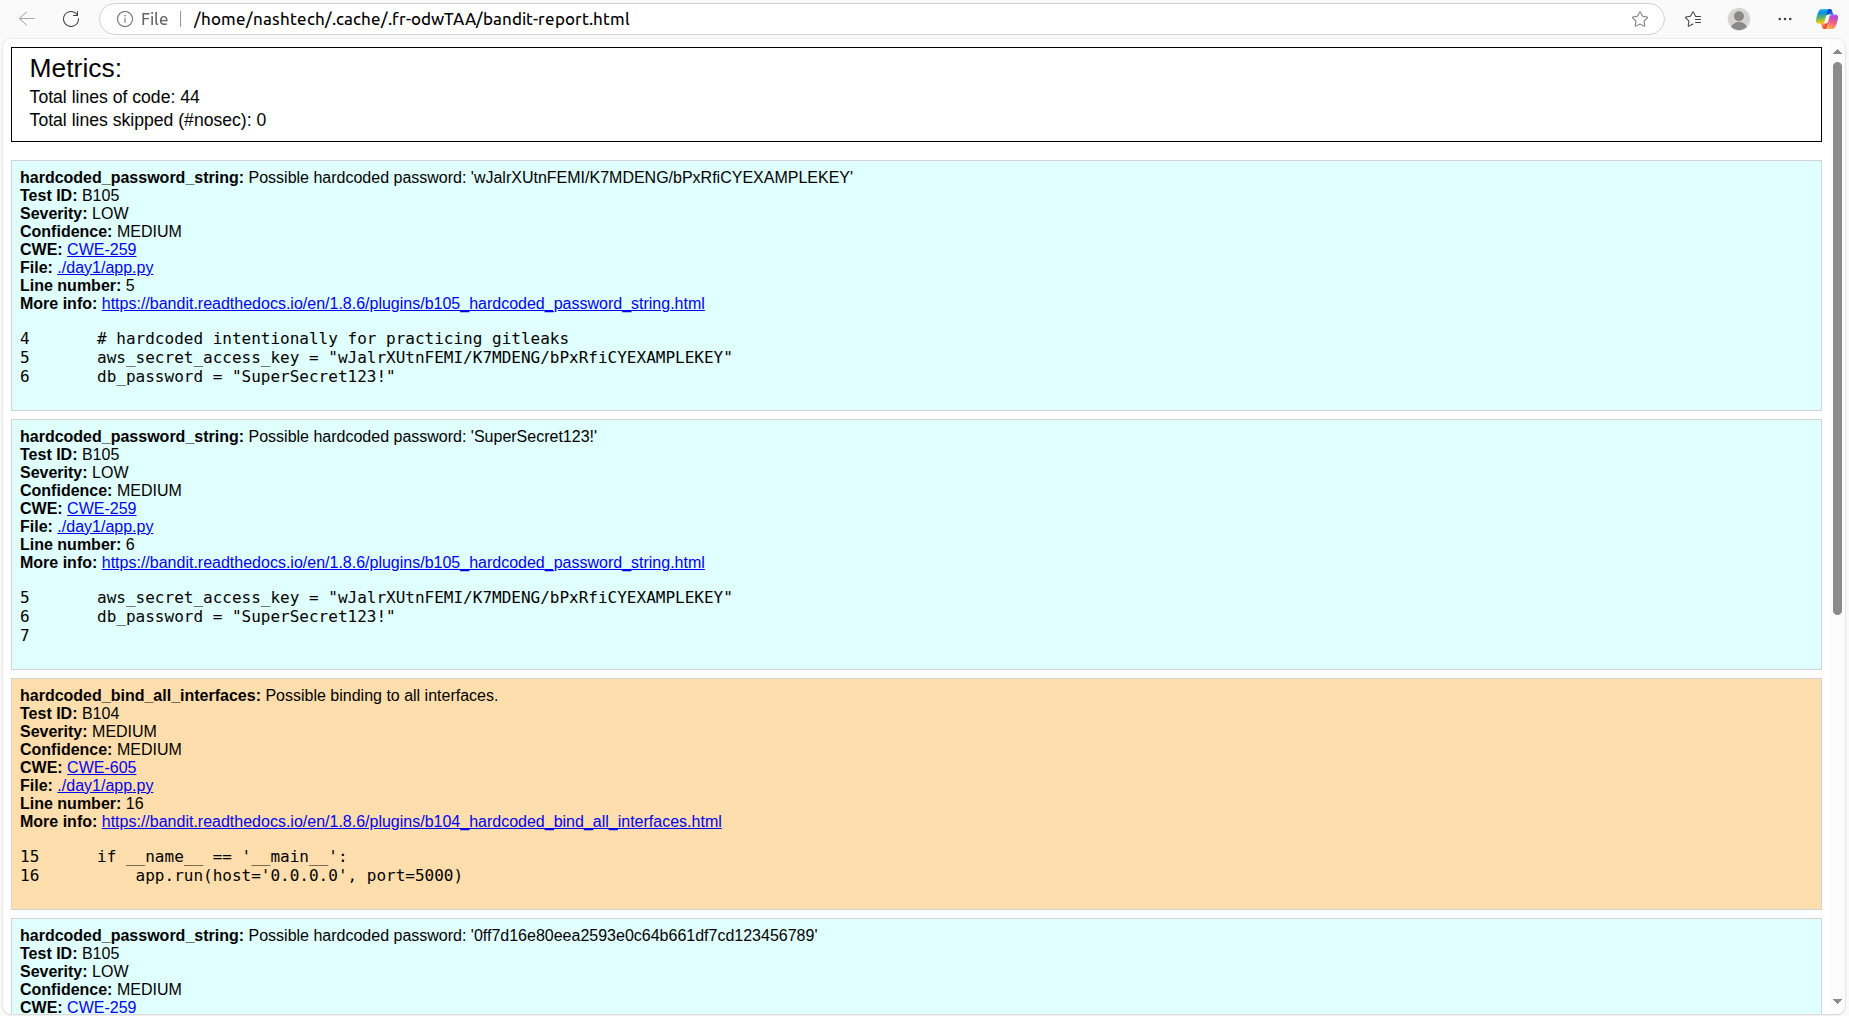 File | /home/nashtech/.cache/.fr-odwTAA/bandit-report.html
Metrics:
Total lines of code: 44
Total lines skipped (#nosec): 0
hardcoded_password_string: Possible hardcoded password: 'wJalrXUtnFEMI/K7MDENG/bPxRfiCYEXAMPLEKEY'
Test ID: B105
Severity: LOW
Confidence: MEDIUM
CWE: CWE-259
File: ./day1/app.py
Line number: 5
More info: https://bandit.readthedocs.io/en/1.8.6/plugins/b105_hardcoded_password_string.html
4       # hardcoded intentionally for practicing gitleaks
5       aws_secret_access_key = "wJalrXUtnFEMI/K7MDENG/bPxRfiCYEXAMPLEKEY"
6       db_password = "SuperSecret123!"
hardcoded_password_string: Possible hardcoded password: 'SuperSecret123!'
Test ID: B105
Severity: LOW
Confidence: MEDIUM
CWE: CWE-259
File: ./day1/app.py
Line number: 6
More info: https://bandit.readthedocs.io/en/1.8.6/plugins/b105_hardcoded_password_string.html
5       aws_secret_access_key = "wJalrXUtnFEMI/K7MDENG/bPxRfiCYEXAMPLEKEY"
6       db_password = "SuperSecret123!"
7
hardcoded_bind_all_interfaces: Possible binding to all interfaces.
Test ID: B104
Severity: MEDIUM
Confidence: MEDIUM
CWE: CWE-605
File: ./day1/app.py
Line number: 16
More info: https://bandit.readthedocs.io/en/1.8.6/plugins/b104_hardcoded_bind_all_interfaces.html
15      if __name__ == '__main__':
16          app.run(host='0.0.0.0', port=5000)
hardcoded_password_string: Possible hardcoded password: '0ff7d16e80eea2593e0c64b661df7cd123456789'
Test ID: B105
Severity: LOW
Confidence: MEDIUM
CWE: CWE-259